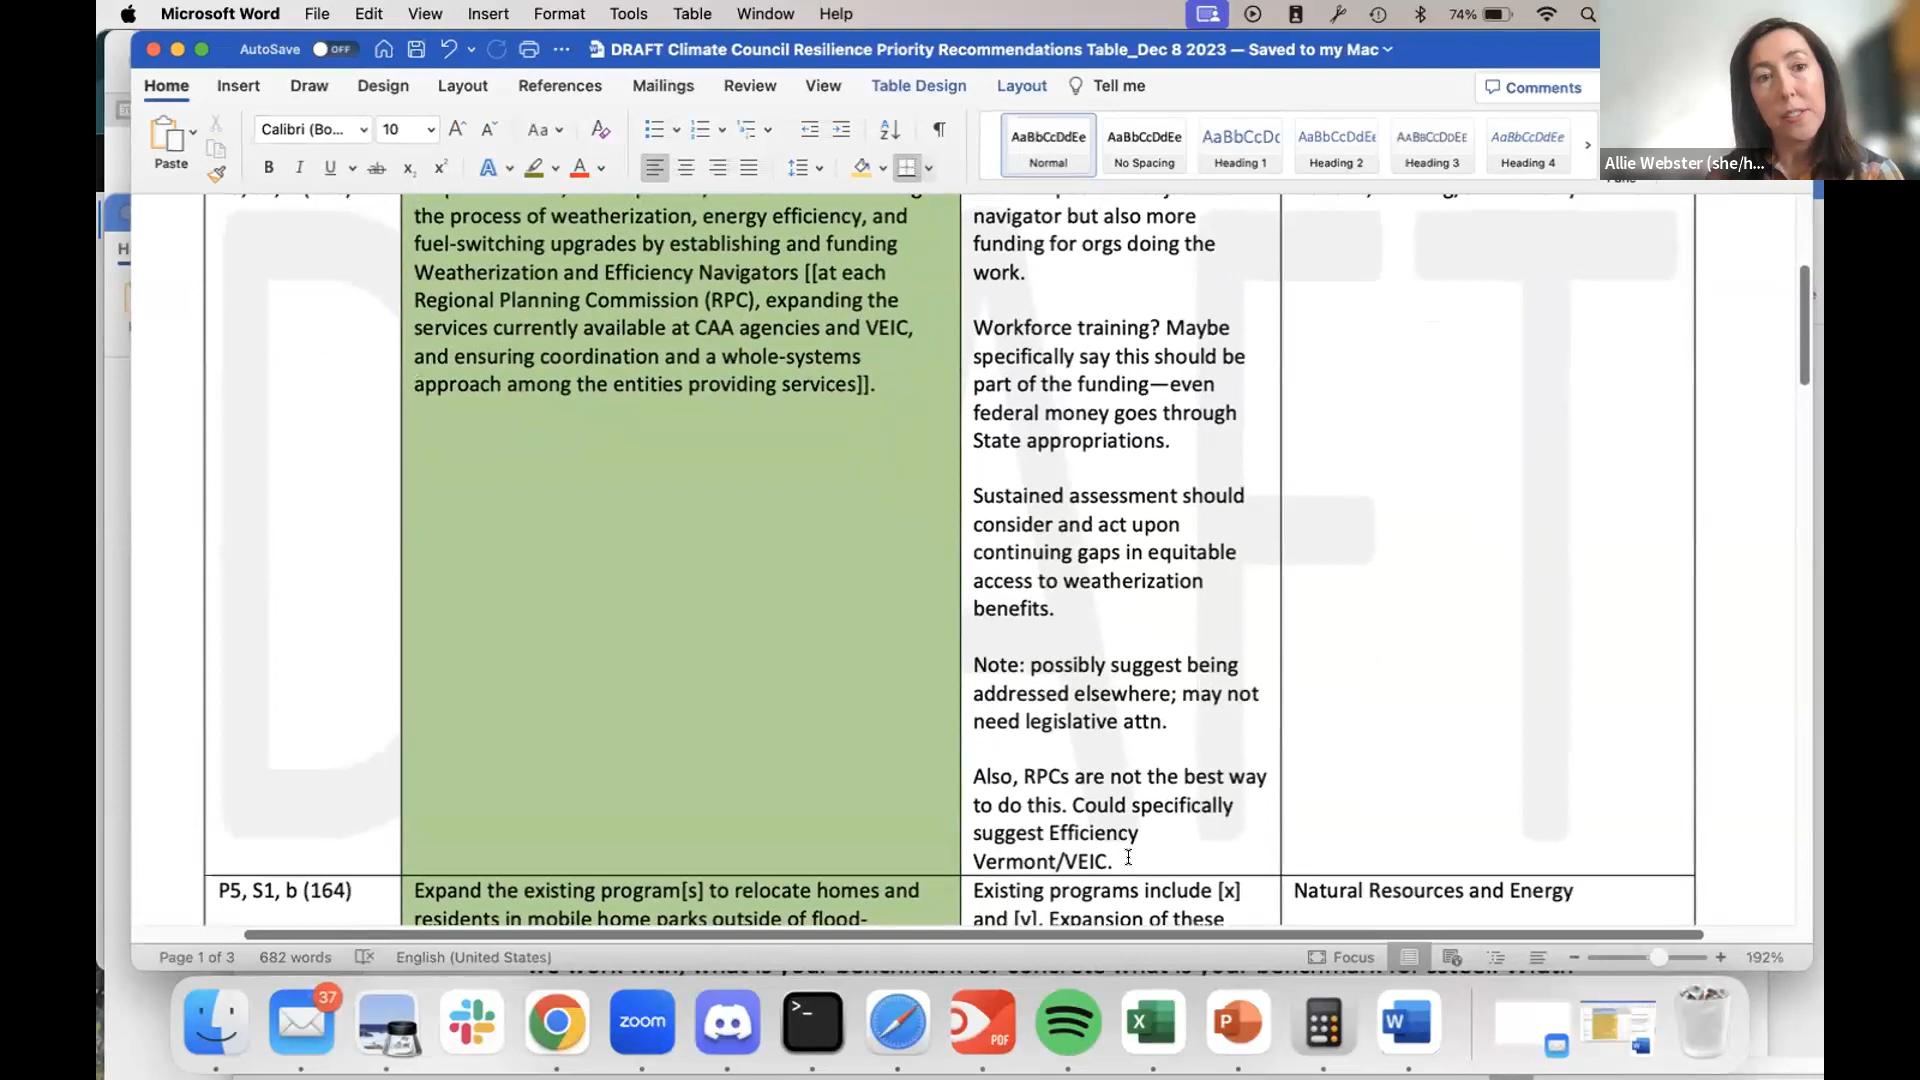 Microsoft Word File Edit View Insert Format Tools Table Window Help 74%
AutoSave OFF DRAFT Climate Council Resilience Priority Recommendations Table_Dec 8 2023 — Saved to my Mac
Home Insert Draw Design Layout References Mailings Review View Table Design Layout Tell me Comments
Paste
Calibri (Bo... 10 Aa
AaBbCcDdEe AaBbCcDdEe AaBbCcDc AaBbCcDdEe AaBbCcDdEe AaBbCcDdEe
Normal No Spacing Heading 1 Heading 2 Heading 3 Heading 4
Allie Webster (she/h...
DRAFT
the process of weatherization, energy efficiency, and
fuel-switching upgrades by establishing and funding
Weatherization and Efficiency Navigators [[at each
Regional Planning Commission (RPC), expanding the
services currently available at CAA agencies and VEIC,
and ensuring coordination and a whole-systems
approach among the entities providing services]].
navigator but also more
funding for orgs doing the
work.
Workforce training? Maybe
specifically say this should be
part of the funding—even
federal money goes through
State appropriations.
Sustained assessment should
consider and act upon
continuing gaps in equitable
access to weatherization
benefits.
Note: possibly suggest being
addressed elsewhere; may not
need legislative attn.
Also, RPCs are not the best way
to do this. Could specifically
suggest Efficiency
Vermont/VEIC.
P5, S1, b (164)
Expand the existing program[s] to relocate homes and
residents in mobile home parks outside of flood-
Existing programs include [x]
and [y]. Expansion of these
Natural Resources and Energy
Page 1 of 3 682 words English (United States) Focus 192%
37
zoom
PDF